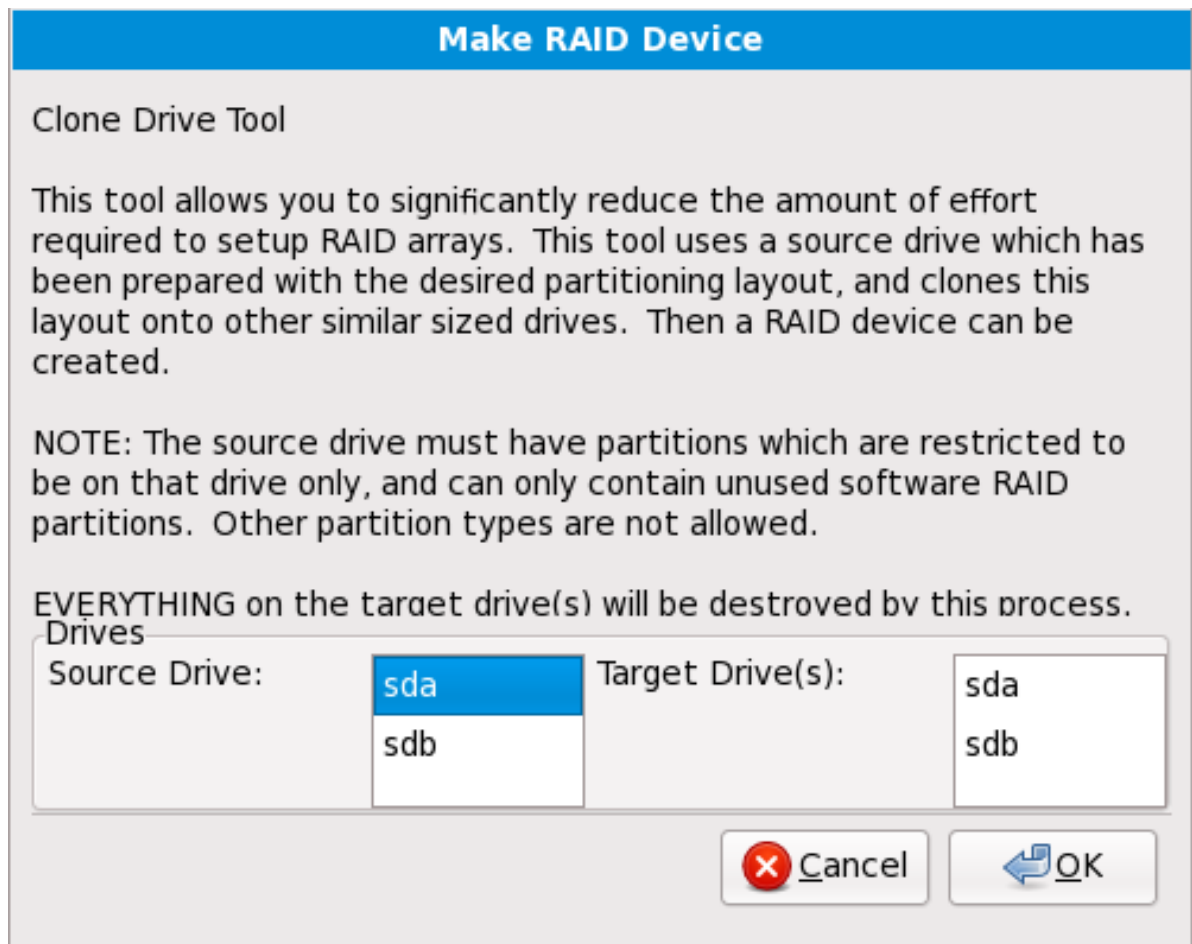 Make RAID Device
Clone Drive Tool
This tool allows you to significantly reduce the amount of effort
required to setup RAID arrays.  This tool uses a source drive which has
been prepared with the desired partitioning layout, and clones this
layout onto other similar sized drives.  Then a RAID device can be
created.
NOTE: The source drive must have partitions which are restricted to
be on that drive only, and can only contain unused software RAID
partitions.  Other partition types are not allowed.
EVERYTHING on the target drive(s) will be destroyed by this process.
Drives
Source Drive:
sda
sdb
Target Drive(s):
sda
sdb
Cancel
OK